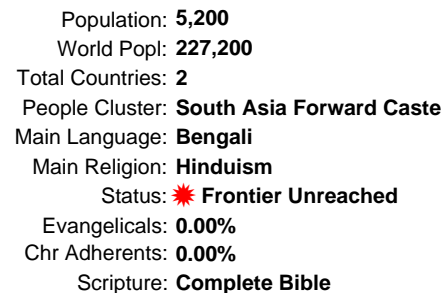 Population: 5,200
World Popl: 227,200
Total Countries: 2
People Cluster: South Asia Forward Caste
Main Language: Bengali
Main Religion: Hinduism
Status: Frontier Unreached
Evangelicals: 0.00%
Chr Adherents: 0.00%
Scripture: Complete Bible